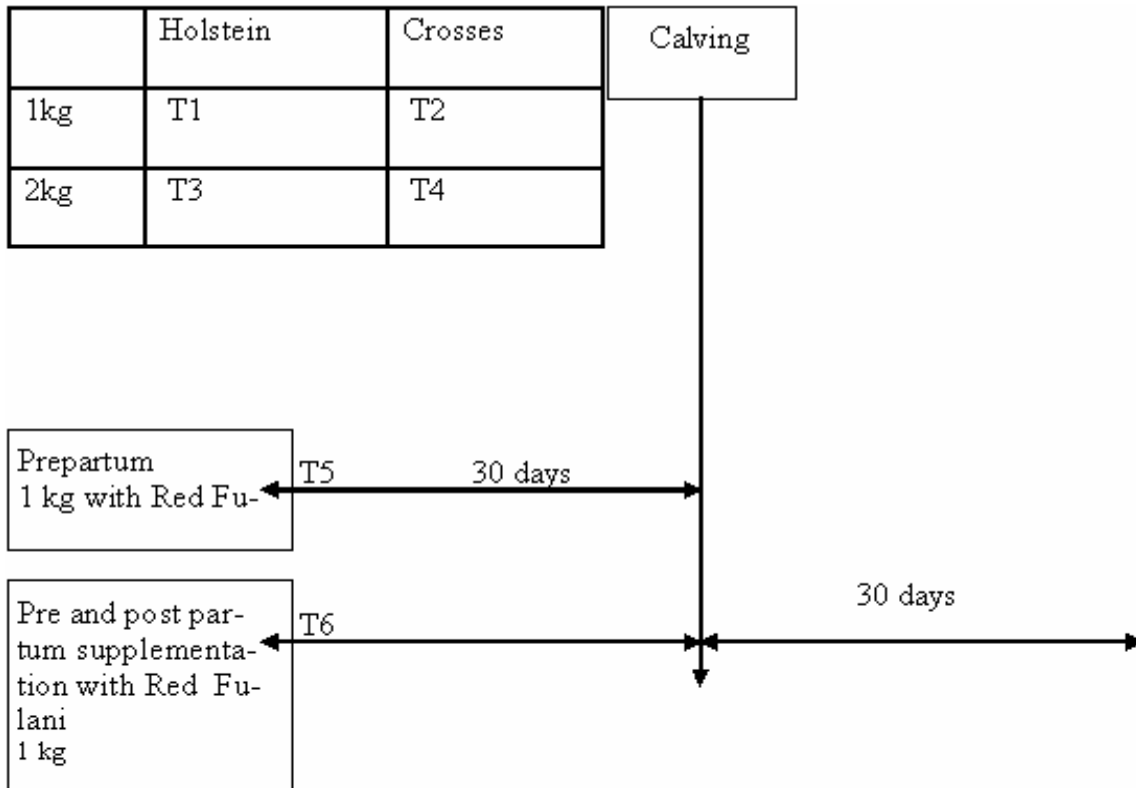 Holstein Crosses
1kg T1 T2
2kg T3 T4
Calving
Prepartum
1 kg with Red Fu-
T5 30 days
Pre and post par-
tum supplementa-
tion with Red Fu-
lani
1 kg
T6
30 days